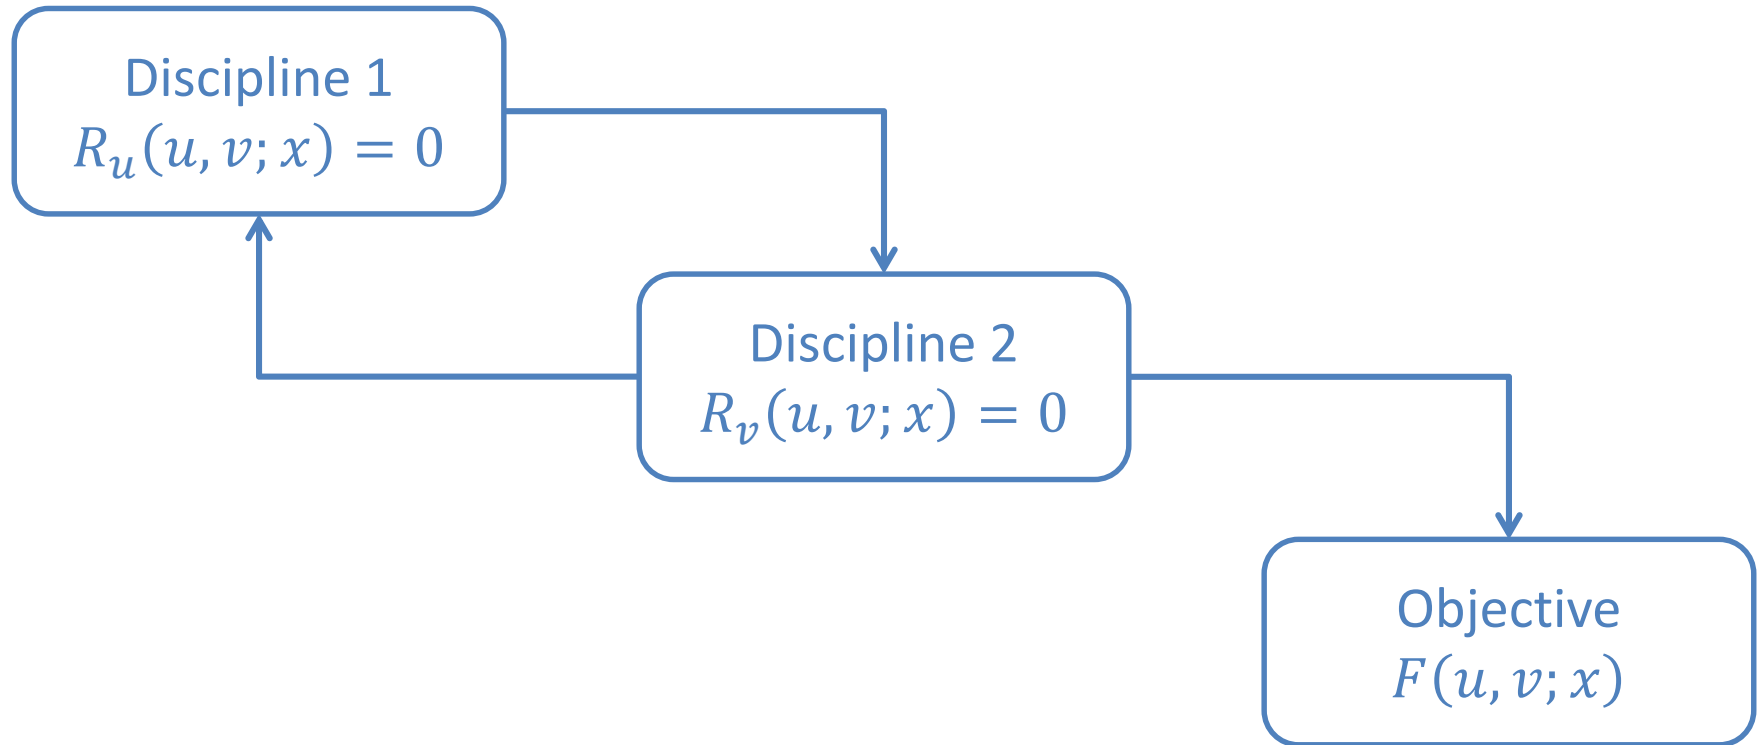 Discipline 1
R_u(u, v; x) = 0
Discipline 2
R_v(u, v; x) = 0
Objective
F(u, v; x)